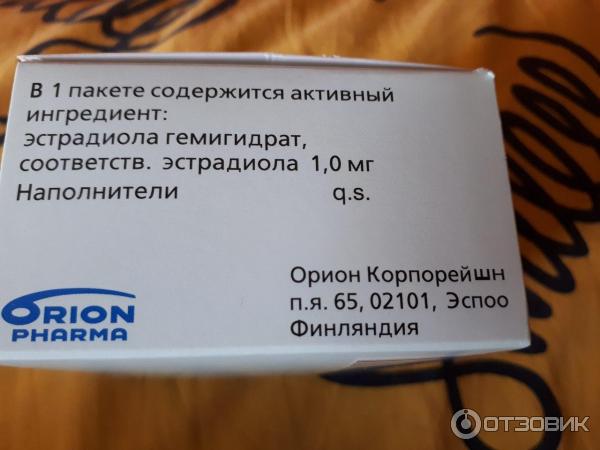 В 1 пакете содержится активный
ингредиент:
эстрадиола гемигидрат,
соответств. эстрадиола 1,0 мг
Наполнители q.s.
Орион Корпорейшн
п.я. 65, 02101, Эспоо
Финляндия
ORION
PHARMA
ОТЗОВИК